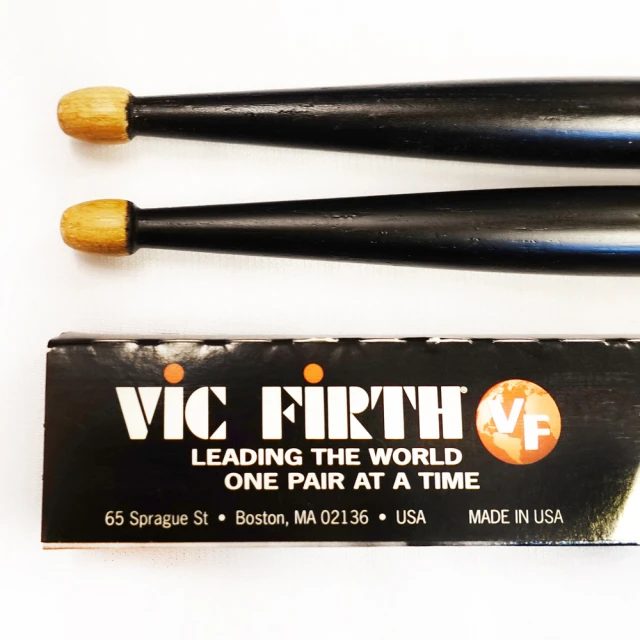 VIC FIRTH®
VF
LEADING THE WORLD
ONE PAIR AT A TIME
65 Sprague St • Boston, MA 02136 • USA MADE IN USA